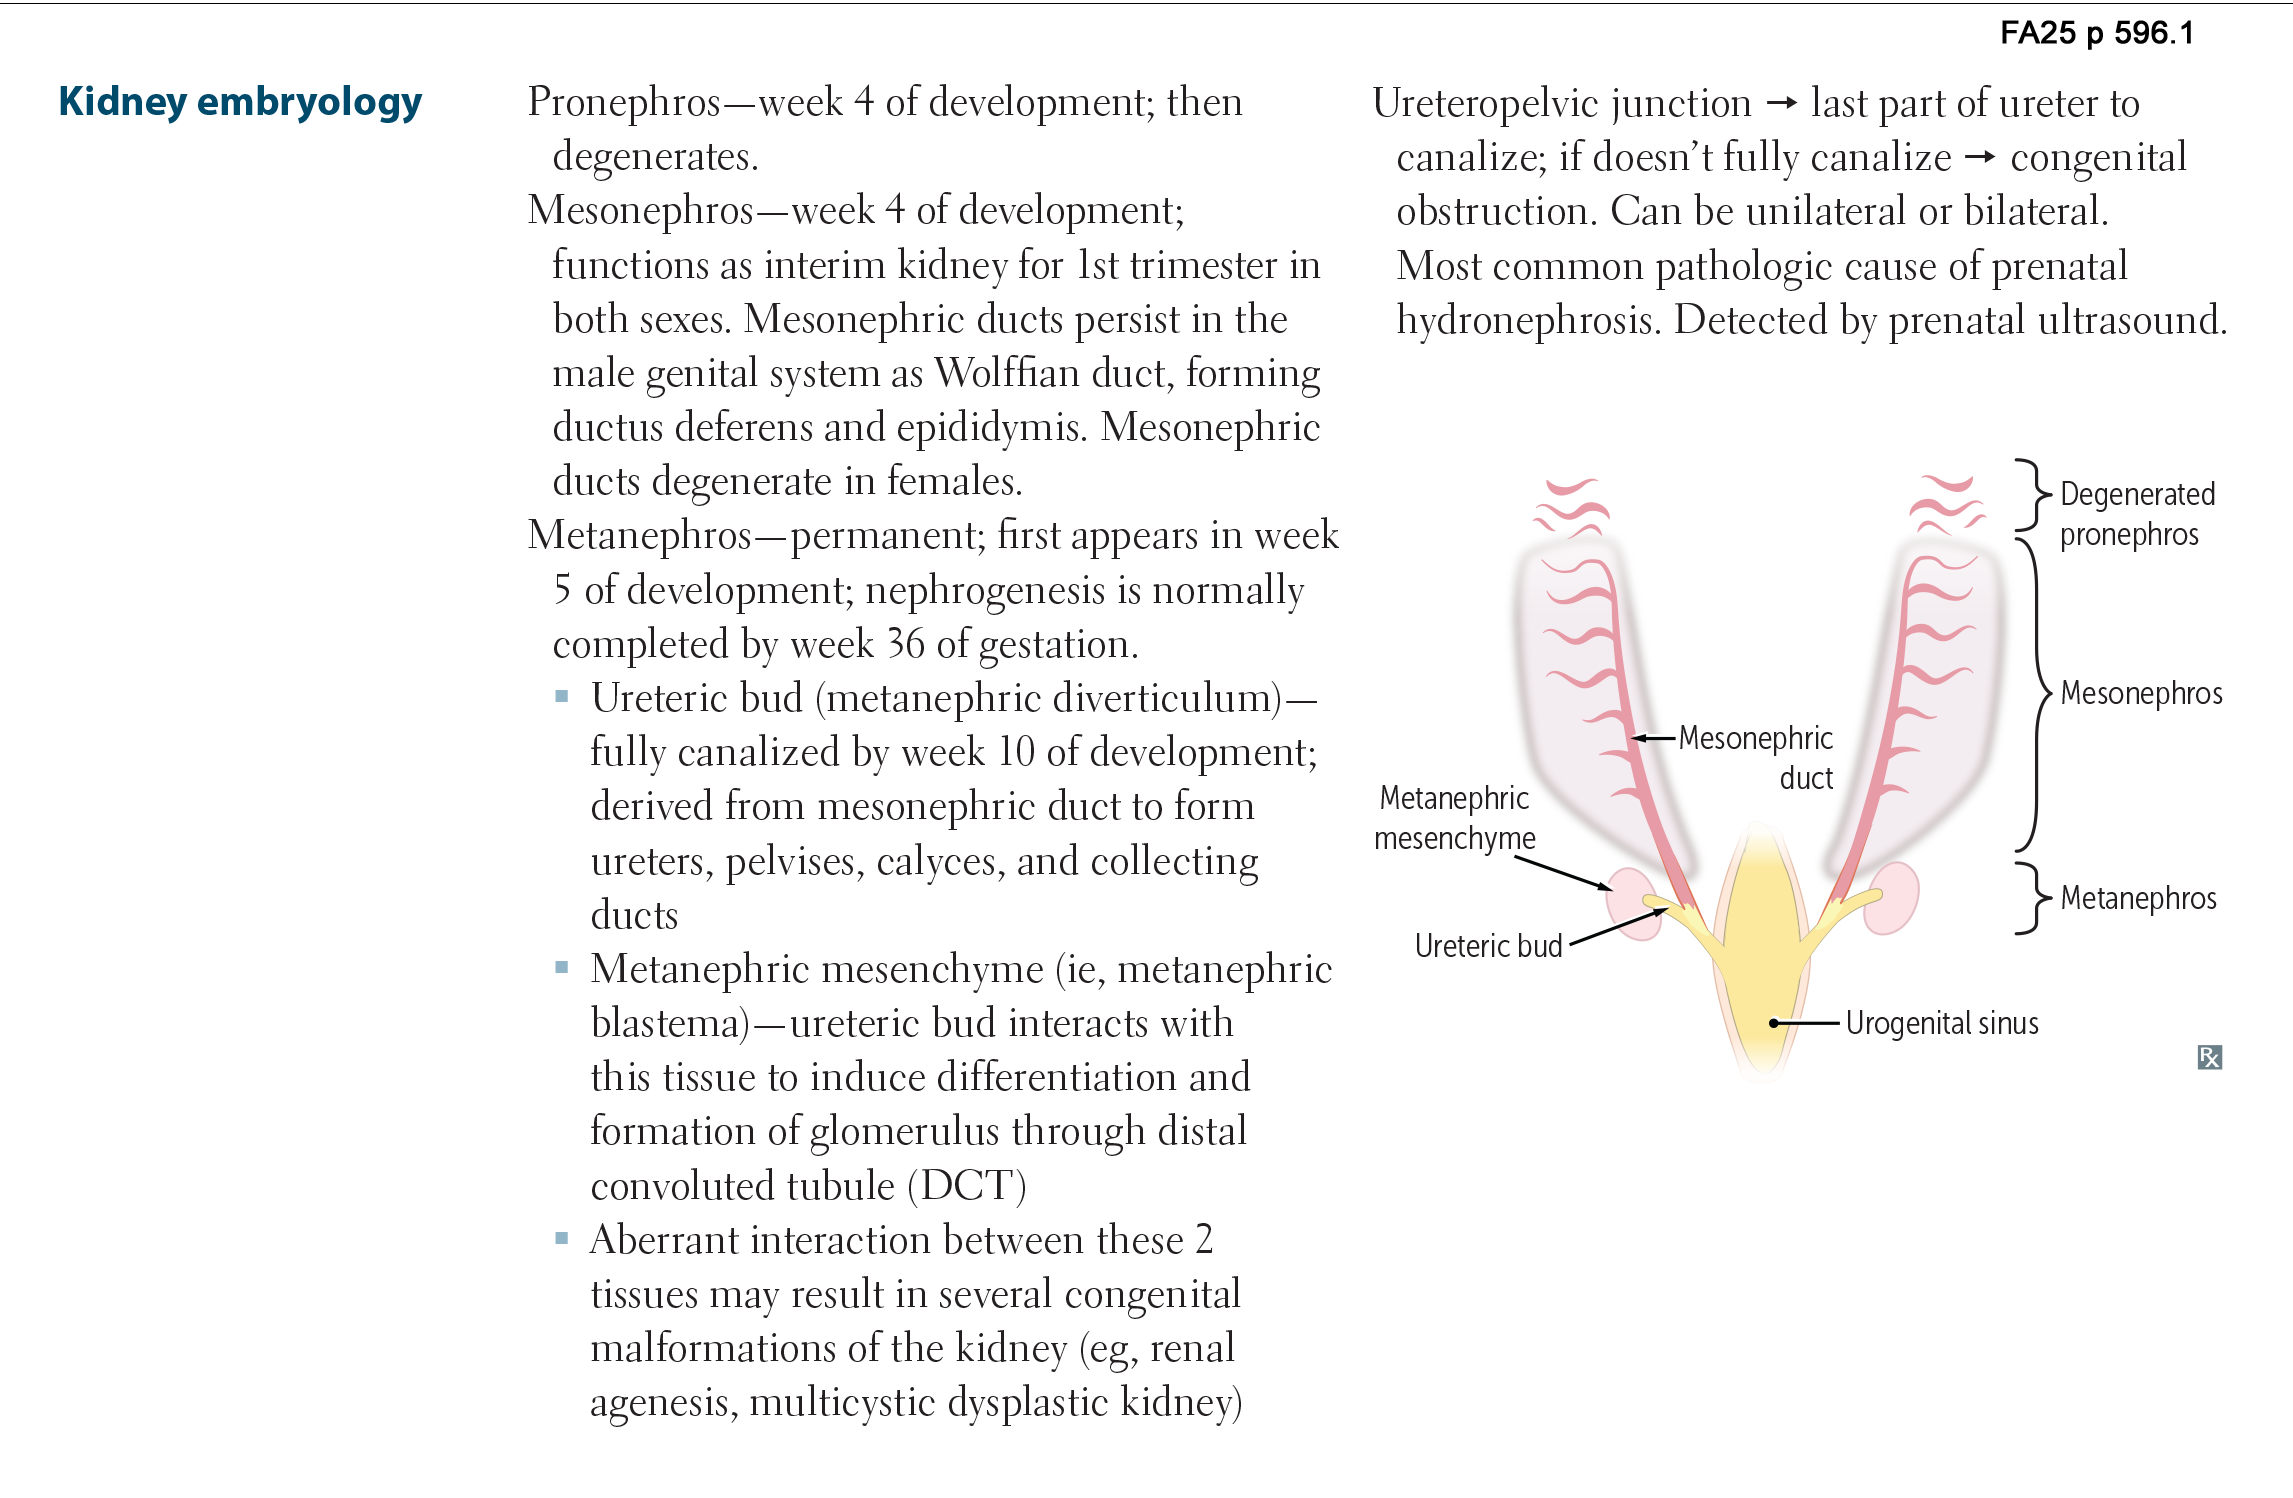 FA25 p 596.1
Kidney embryology
Pronephros—week 4 of development; then
degenerates.
Mesonephros—week 4 of development;
functions as interim kidney for 1st trimester in
both sexes. Mesonephric ducts persist in the
male genital system as Wolffian duct, forming
ductus deferens and epididymis. Mesonephric
ducts degenerate in females.
Metanephros—permanent; first appears in week
5 of development; nephrogenesis is normally
completed by week 36 of gestation.
▪ Ureteric bud (metanephric diverticulum)—
fully canalized by week 10 of development;
derived from mesonephric duct to form
ureters, pelvises, calyces, and collecting
ducts
▪ Metanephric mesenchyme (ie, metanephric
blastema)—ureteric bud interacts with
this tissue to induce differentiation and
formation of glomerulus through distal
convoluted tubule (DCT)
▪ Aberrant interaction between these 2
tissues may result in several congenital
malformations of the kidney (eg, renal
agenesis, multicystic dysplastic kidney)
Ureteropelvic junction → last part of ureter to
canalize; if doesn’t fully canalize → congenital
obstruction. Can be unilateral or bilateral.
Most common pathologic cause of prenatal
hydronephrosis. Detected by prenatal ultrasound.
Degenerated
pronephros
Mesonephros
Mesonephric
duct
Metanephric
mesenchyme
Metanephros
Ureteric bud
Urogenital sinus
Rx